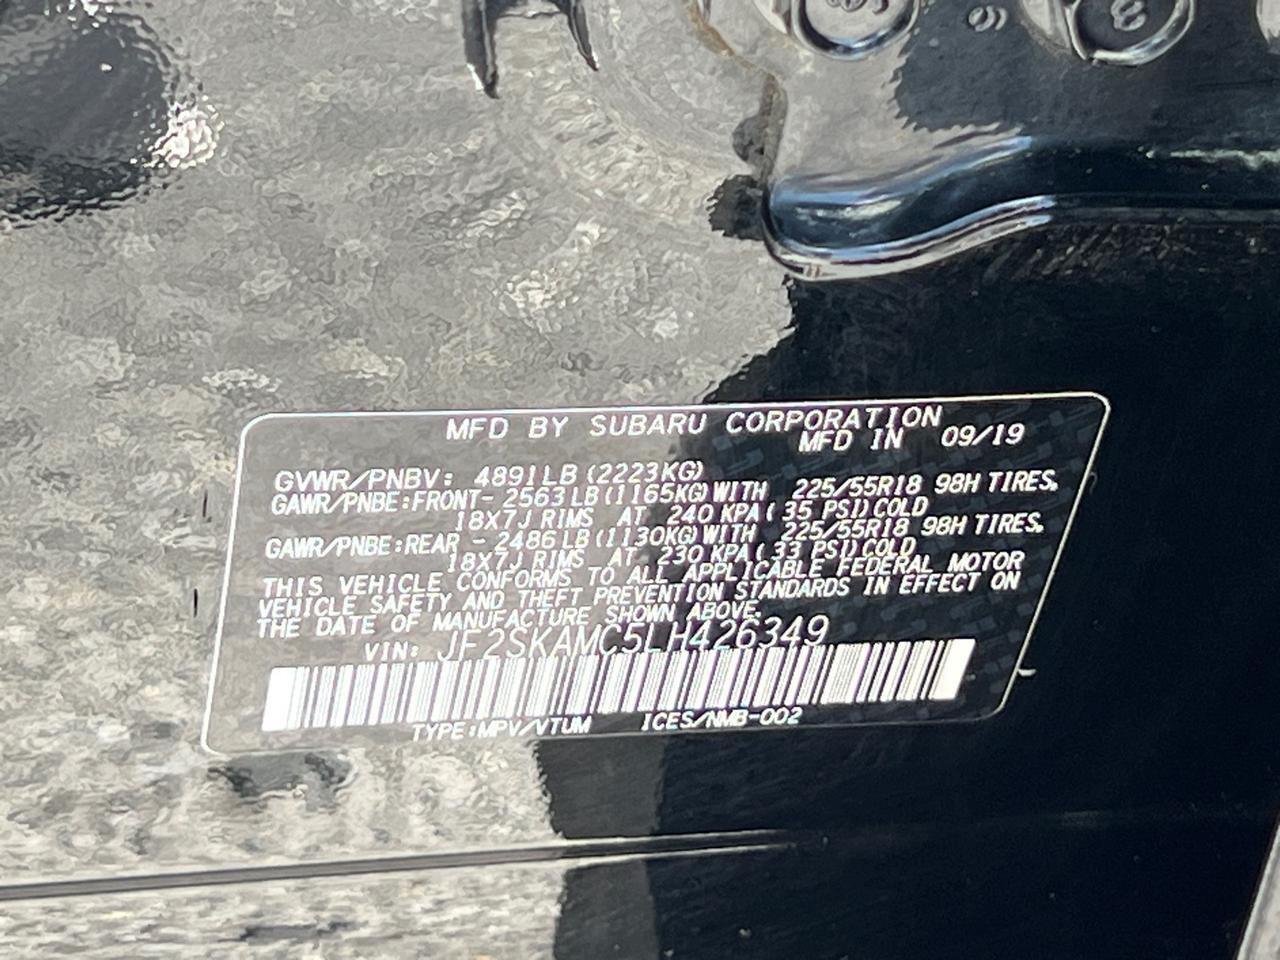 MFD BY SUBARU CORPORATION
MFD IN 09/19
GVWR/PNBV: 4891LB (2223KG)
GAWR/PNBE:FRONT- 2563LB(1165KG)WITH 225/55R18 98H TIRES,
18X7J RIMS AT 240 KPA( 35 PSI)COLD
GAWR/PNBE:REAR - 2486LB(1130KG)WITH 225/55R18 98H TIRES,
18X7J RIMS AT 230 KPA( 33 PSI)COLD
THIS VEHICLE CONFORMS TO ALL APPLICABLE FEDERAL MOTOR
VEHICLE SAFETY AND THEFT PREVENTION STANDARDS IN EFFECT ON
THE DATE OF MANUFACTURE SHOWN ABOVE.
VIN: JF2SKAMC5LH426349
TYPE:MPV/VTUM ICES/NMB-002